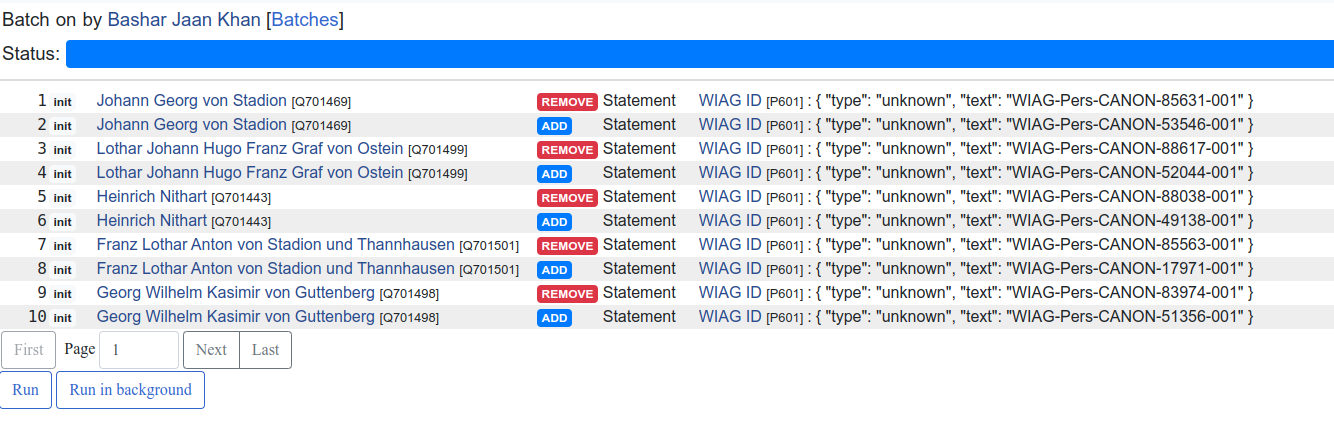 Batch on by Bashar Jaan Khan [Batches]
Status:
1 init Johann Georg von Stadion [Q701469] REMOVE Statement WIAG ID [P601] : { "type": "unknown", "text": "WIAG-Pers-CANON-85631-001" }
2 init Johann Georg von Stadion [Q701469] ADD Statement WIAG ID [P601] : { "type": "unknown", "text": "WIAG-Pers-CANON-53546-001" }
3 init Lothar Johann Hugo Franz Graf von Ostein [Q701499] REMOVE Statement WIAG ID [P601] : { "type": "unknown", "text": "WIAG-Pers-CANON-88617-001" }
4 init Lothar Johann Hugo Franz Graf von Ostein [Q701499] ADD Statement WIAG ID [P601] : { "type": "unknown", "text": "WIAG-Pers-CANON-52044-001" }
5 init Heinrich Nithart [Q701443] REMOVE Statement WIAG ID [P601] : { "type": "unknown", "text": "WIAG-Pers-CANON-88038-001" }
6 init Heinrich Nithart [Q701443] ADD Statement WIAG ID [P601] : { "type": "unknown", "text": "WIAG-Pers-CANON-49138-001" }
7 init Franz Lothar Anton von Stadion und Thannhausen [Q701501] REMOVE Statement WIAG ID [P601] : { "type": "unknown", "text": "WIAG-Pers-CANON-85563-001" }
8 init Franz Lothar Anton von Stadion und Thannhausen [Q701501] ADD Statement WIAG ID [P601] : { "type": "unknown", "text": "WIAG-Pers-CANON-17971-001" }
9 init Georg Wilhelm Kasimir von Guttenberg [Q701498] REMOVE Statement WIAG ID [P601] : { "type": "unknown", "text": "WIAG-Pers-CANON-83974-001" }
10 init Georg Wilhelm Kasimir von Guttenberg [Q701498] ADD Statement WIAG ID [P601] : { "type": "unknown", "text": "WIAG-Pers-CANON-51356-001" }
First Page 1 Next Last
Run Run in background